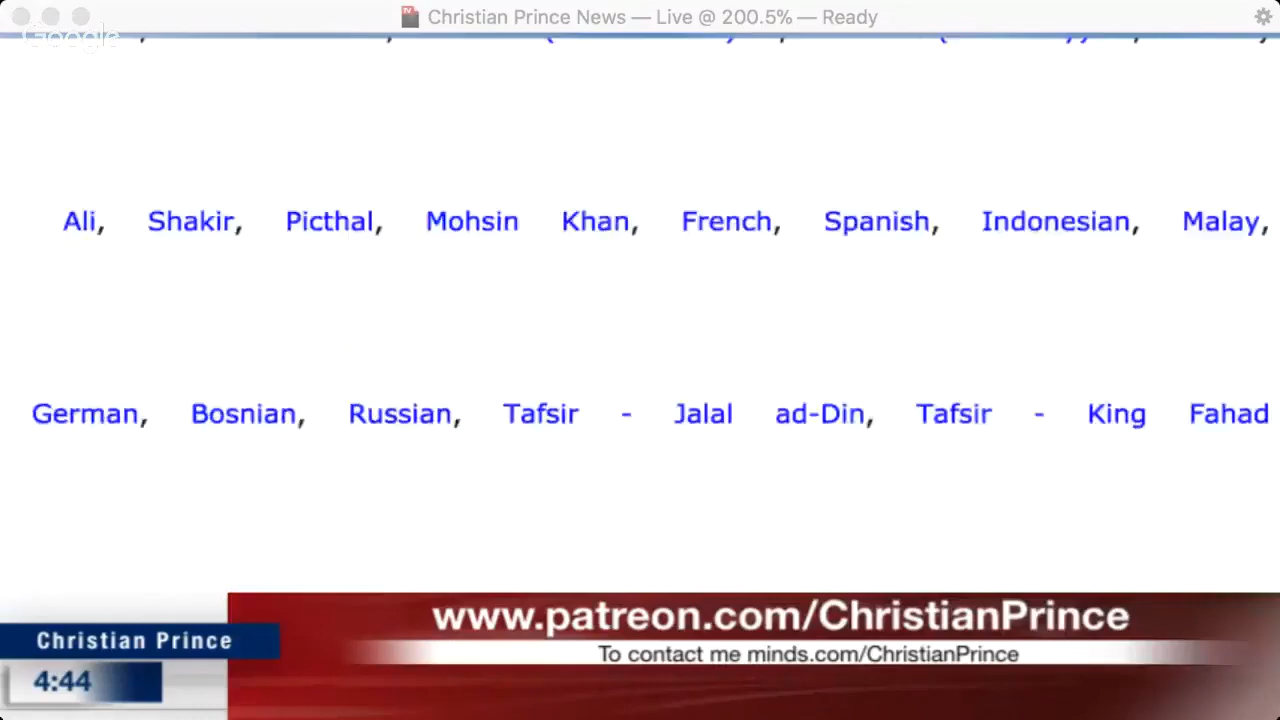 Christian Prince News — Live @ 200.5% — Ready
Google
Ali, Shakir, Picthal, Mohsin Khan, French, Spanish, Indonesian, Malay,
German, Bosnian, Russian, Tafsir - Jalal ad-Din, Tafsir - King Fahad
www.patreon.com/ChristianPrince
Christian Prince
To contact me minds.com/ChristianPrince
4:44